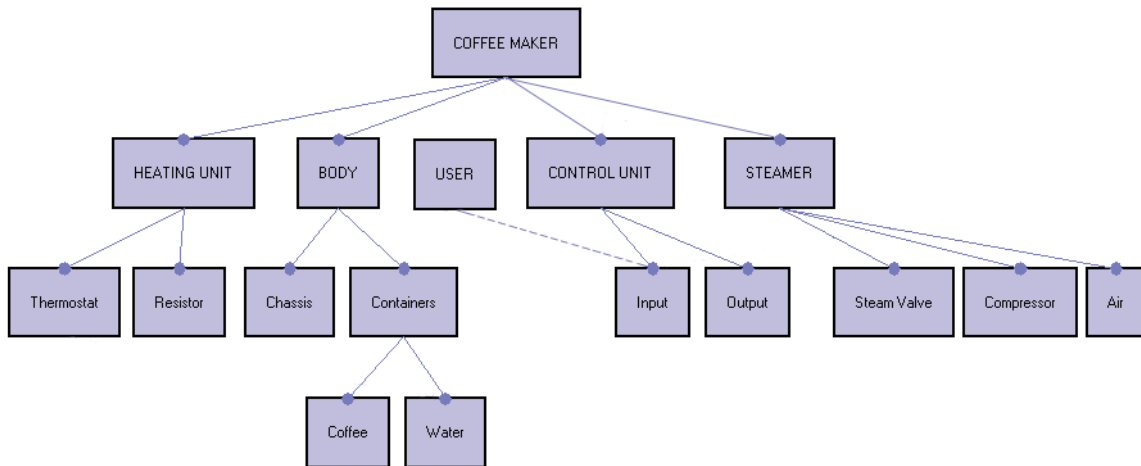 COFFEE MAKER
HEATING UNIT
BODY
USER
CONTROL UNIT
STEAMER
Thermostat
Resistor
Chassis
Containers
Input
Output
Steam Valve
Compressor
Air
Coffee
Water